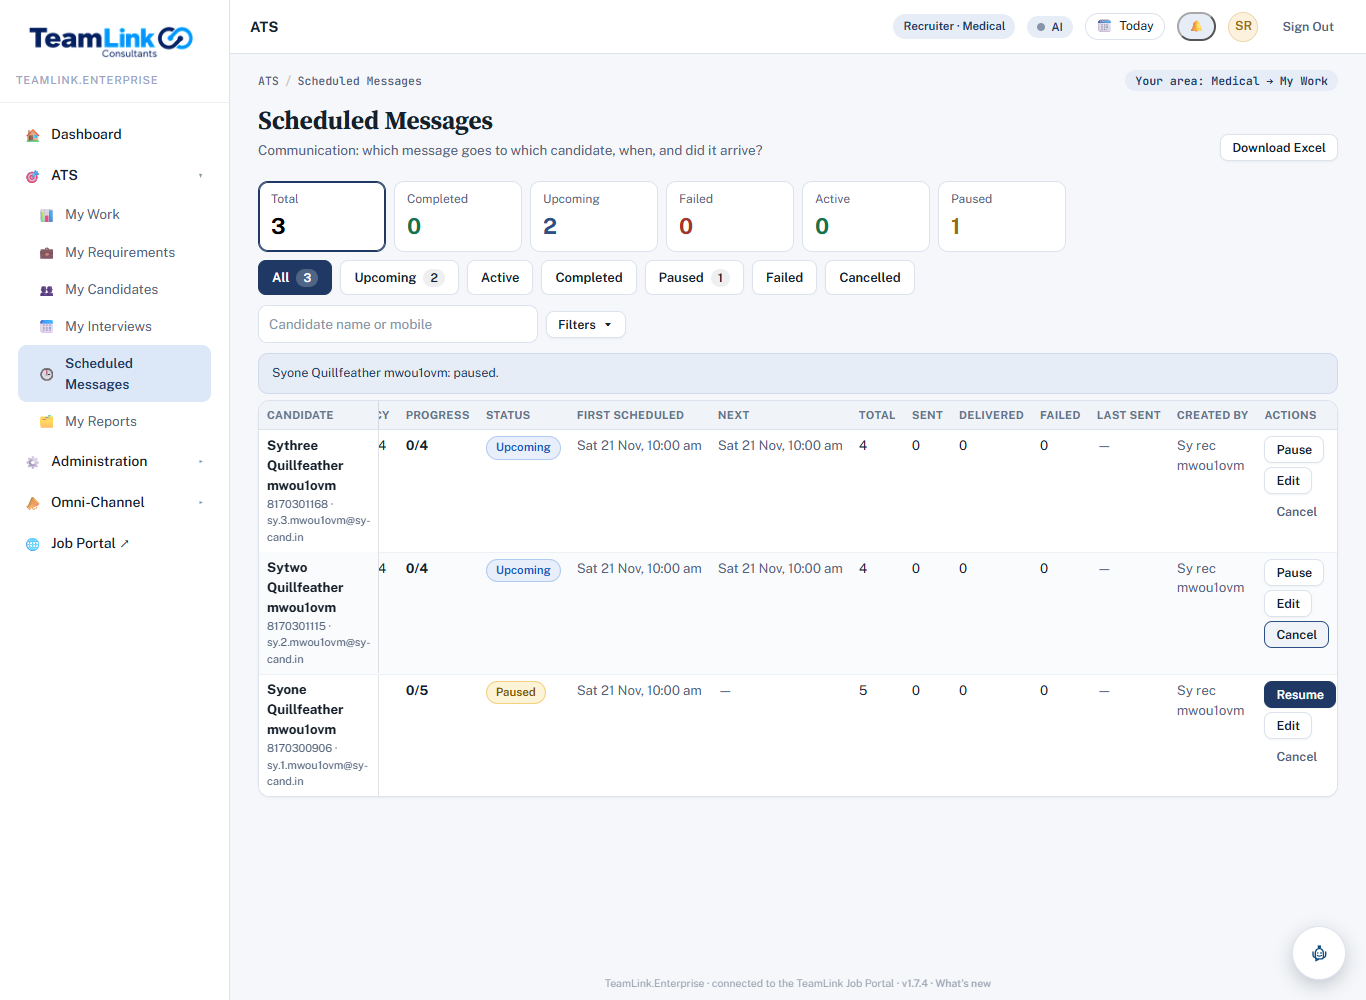 TeamLink
Consultants
TEAMLINK.ENTERPRISE
Dashboard
ATS
My Work
My Requirements
My Candidates
My Interviews
Scheduled
Messages
My Reports
Administration
Omni-Channel
Job Portal ↗
ATS
Recruiter · Medical
AI
Today
SR
Sign Out
ATS / Scheduled Messages
Your area: Medical → My Work
Scheduled Messages
Communication: which message goes to which candidate, when, and did it arrive?
Download Excel
Total
3
Completed
0
Upcoming
2
Failed
0
Active
0
Paused
1
All 3
Upcoming 2
Active
Completed
Paused 1
Failed
Cancelled
Candidate name or mobile
Filters
Syone Quillfeather mwou1ovm: paused.
CANDIDATE CY PROGRESS STATUS FIRST SCHEDULED NEXT TOTAL SENT DELIVERED FAILED LAST SENT CREATED BY ACTIONS
Sythree
Quillfeather
mwou1ovm
8170301168 ·
sy.3.mwou1ovm@sy-
cand.in
4 0/4 Upcoming Sat 21 Nov, 10:00 am Sat 21 Nov, 10:00 am 4 0 0 0 —
Sy rec
mwou1ovm
Pause
Edit
Cancel
Sytwo
Quillfeather
mwou1ovm
8170301115 ·
sy.2.mwou1ovm@sy-
cand.in
4 0/4 Upcoming Sat 21 Nov, 10:00 am Sat 21 Nov, 10:00 am 4 0 0 0 —
Sy rec
mwou1ovm
Pause
Edit
Cancel
Syone
Quillfeather
mwou1ovm
8170300906 ·
sy.1.mwou1ovm@sy-
cand.in
0/5 Paused Sat 21 Nov, 10:00 am — 5 0 0 0 —
Sy rec
mwou1ovm
Resume
Edit
Cancel
TeamLink.Enterprise · connected to the TeamLink Job Portal · v1.7.4 · What's new